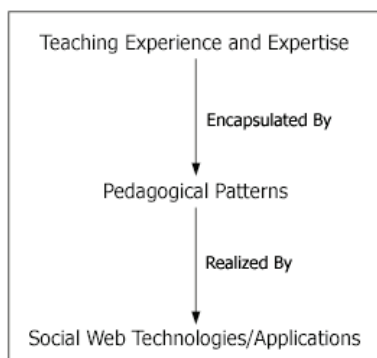 Teaching Experience and Expertise
Encapsulated By
Pedagogical Patterns
Realized By
Social Web Technologies/Applications